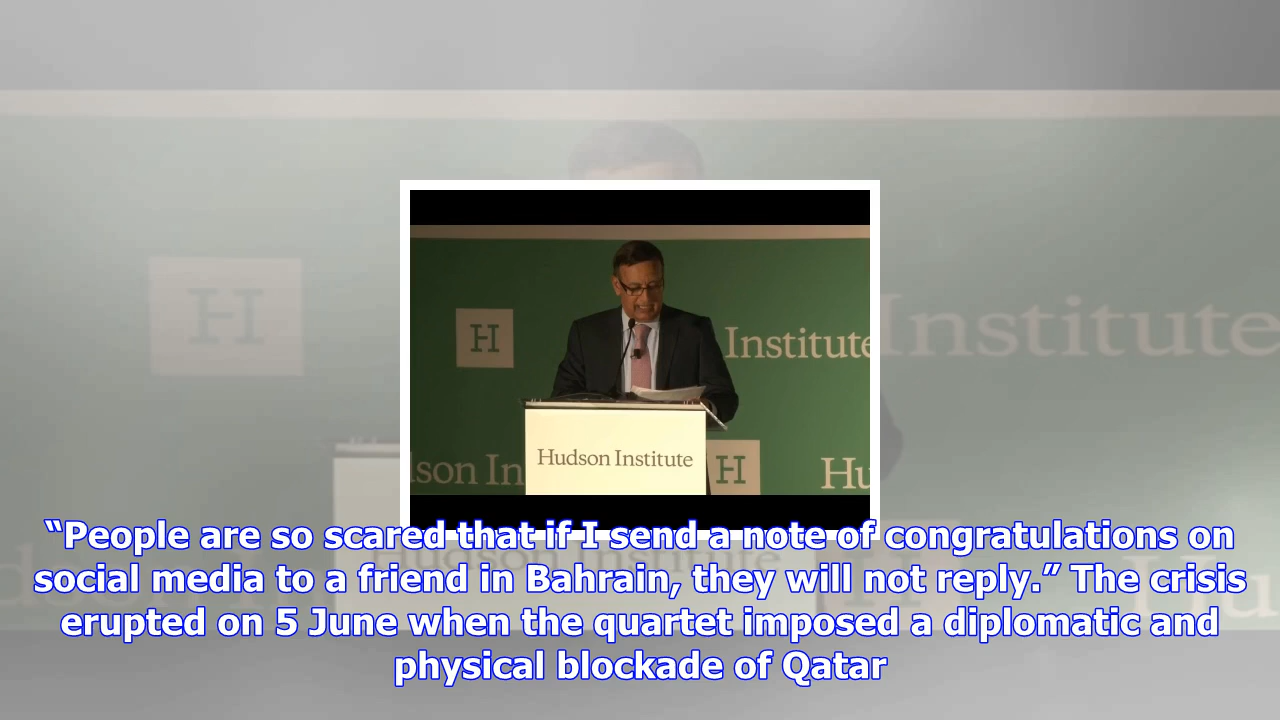 H
Institute
Hudson Institute
son In
H
Hu
Institute
H
Hudson Institute
“People are so scared that if I send a note of congratulations on
social media to a friend in Bahrain, they will not reply.” The crisis
erupted on 5 June when the quartet imposed a diplomatic and
physical blockade of Qatar